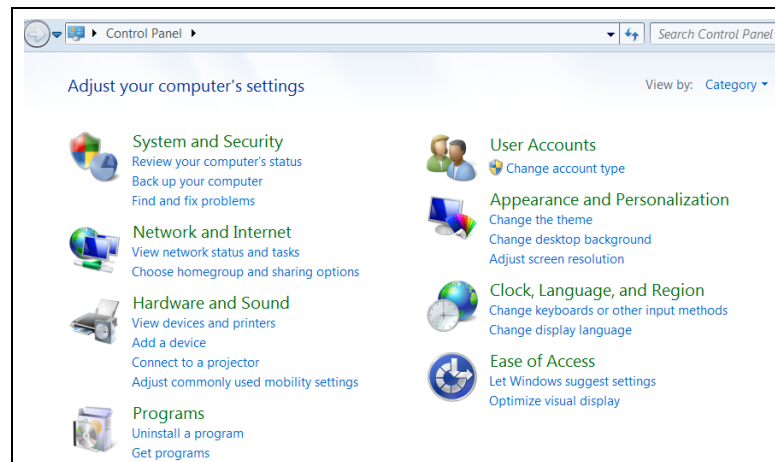 Control Panel
Search Control Panel
Adjust your computer's settings
View by: Category
System and Security
Review your computer's status
Back up your computer
Find and fix problems
Network and Internet
View network status and tasks
Choose homegroup and sharing options
Hardware and Sound
View devices and printers
Add a device
Connect to a projector
Adjust commonly used mobility settings
Programs
Uninstall a program
Get programs
User Accounts
Change account type
Appearance and Personalization
Change the theme
Change desktop background
Adjust screen resolution
Clock, Language, and Region
Change keyboards or other input methods
Change display language
Ease of Access
Let Windows suggest settings
Optimize visual display